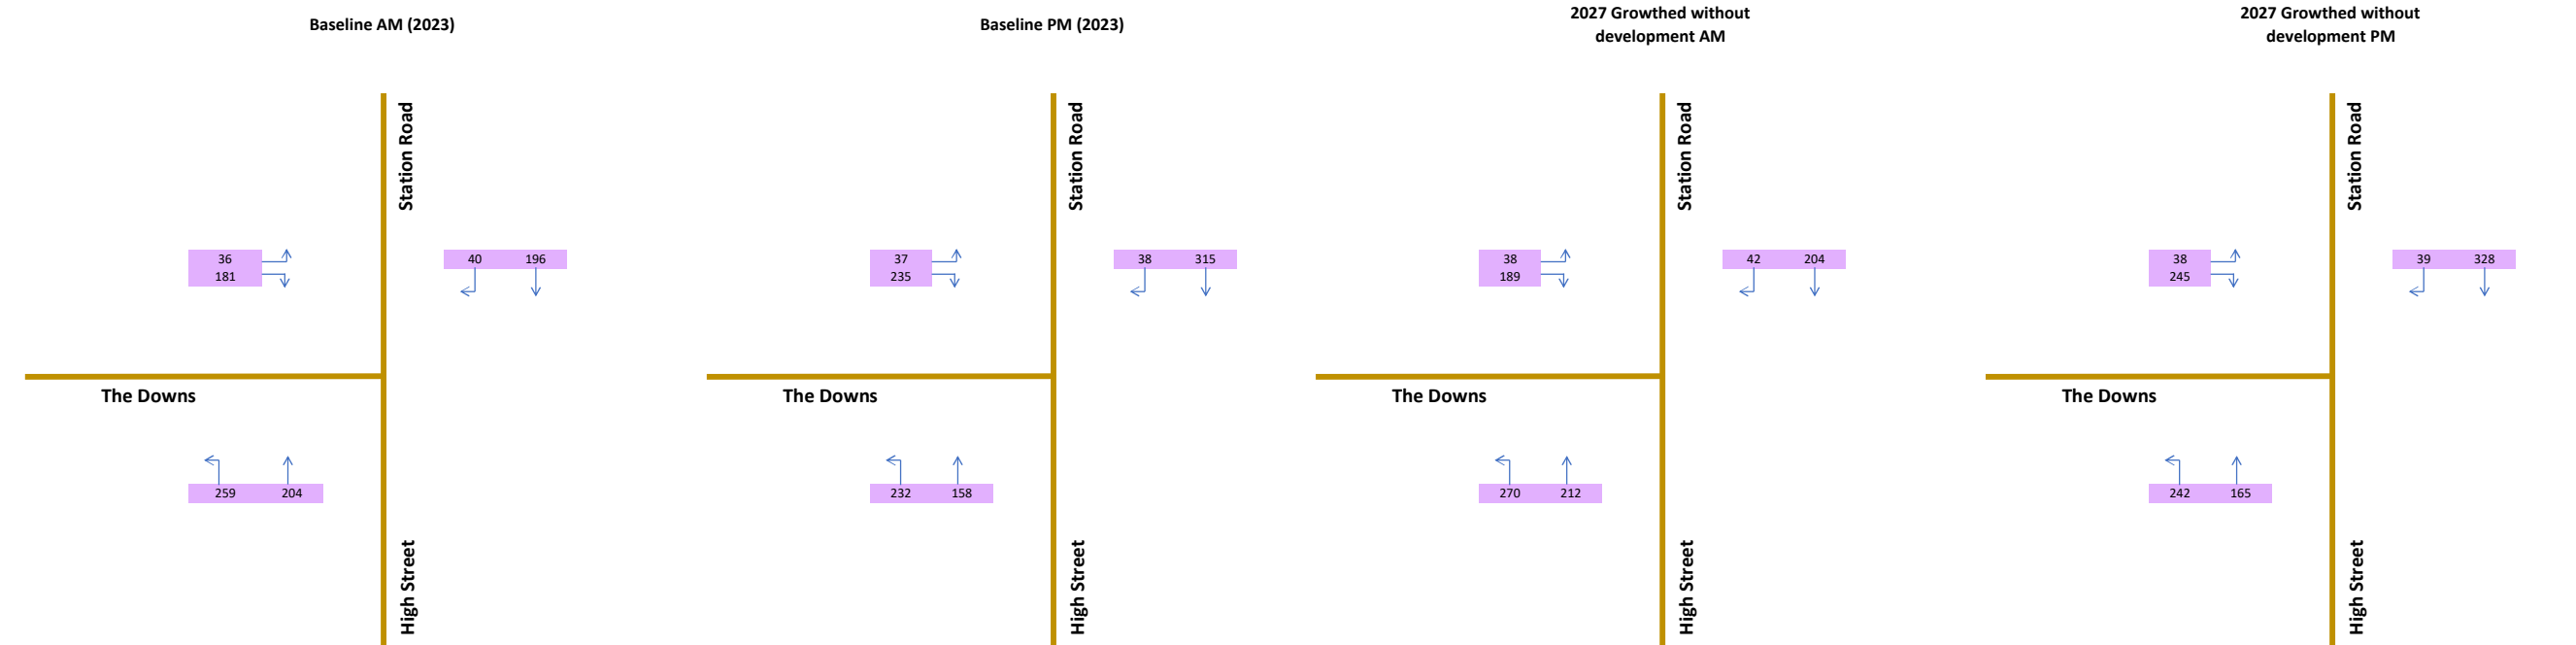 Baseline AM (2023)
Station Road
36
181
40 196
The Downs
259 204
High Street
Baseline PM (2023)
Station Road
37
235
38 315
The Downs
232 158
High Street
2027 Growthed without
development AM
Station Road
38
189
42 204
The Downs
270 212
High Street
2027 Growthed without
development PM
Station Road
38
245
39 328
The Downs
242 165
High Street